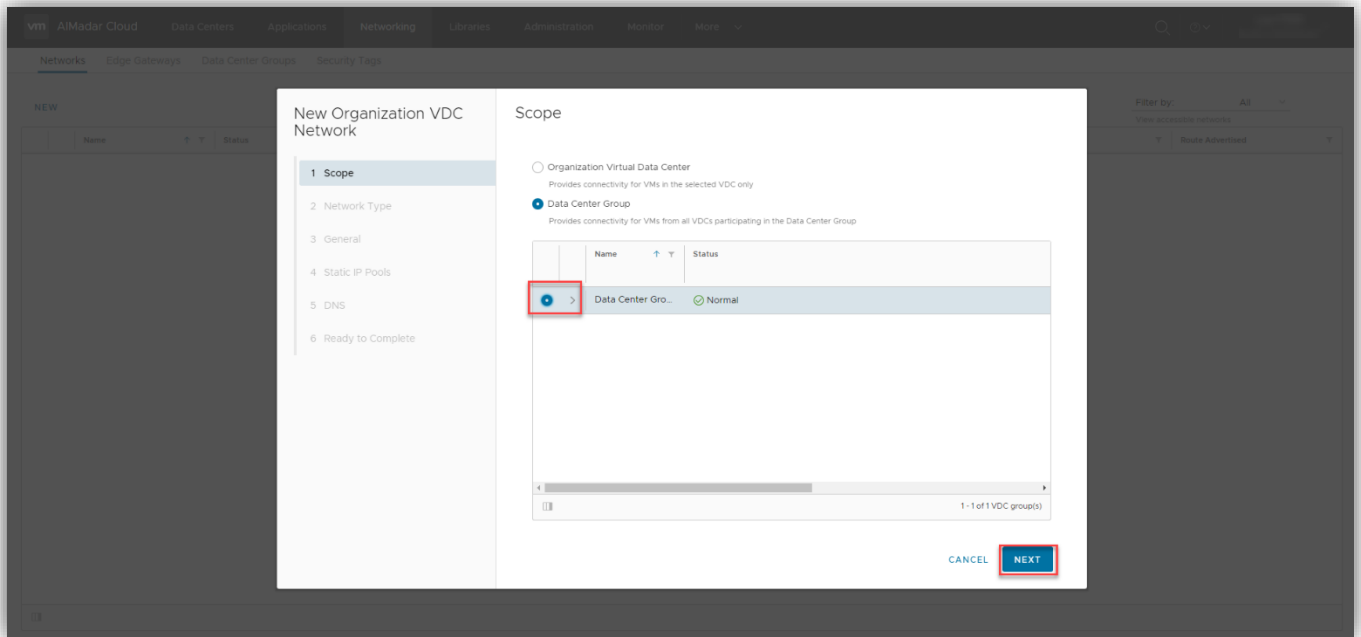 vm AlMadar Cloud Data Centers Applications Networking Libraries Administration Monitor More
Networks Edge Gateways Data Center Groups Security Tags
NEW
Filter by: All
View accessible networks
Name Status Route Advertised
New Organization VDC
Network
1 Scope
2 Network Type
3 General
4 Static IP Pools
5 DNS
6 Ready to Complete
Scope
Organization Virtual Data Center
Provides connectivity for VMs in the selected VDC only
Data Center Group
Provides connectivity for VMs from all VDCs participating in the Data Center Group
Name Status
Data Center Gro... Normal
1 - 1 of 1 VDC group(s)
CANCEL NEXT